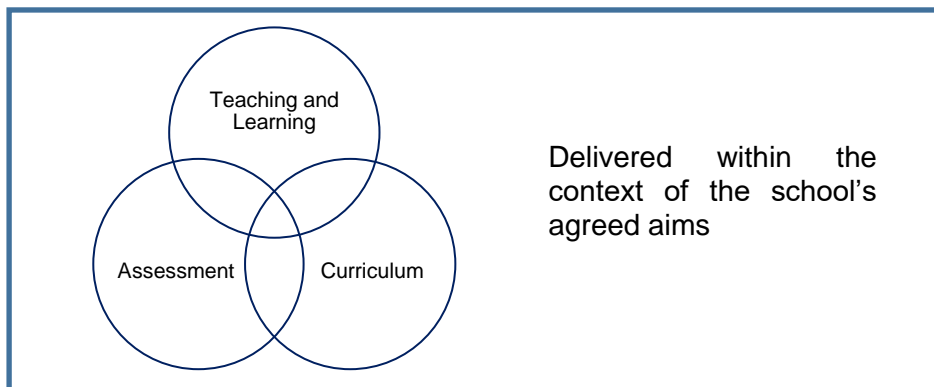 Teaching and
Learning
Assessment
Curriculum
Delivered within the
context of the school’s
agreed aims